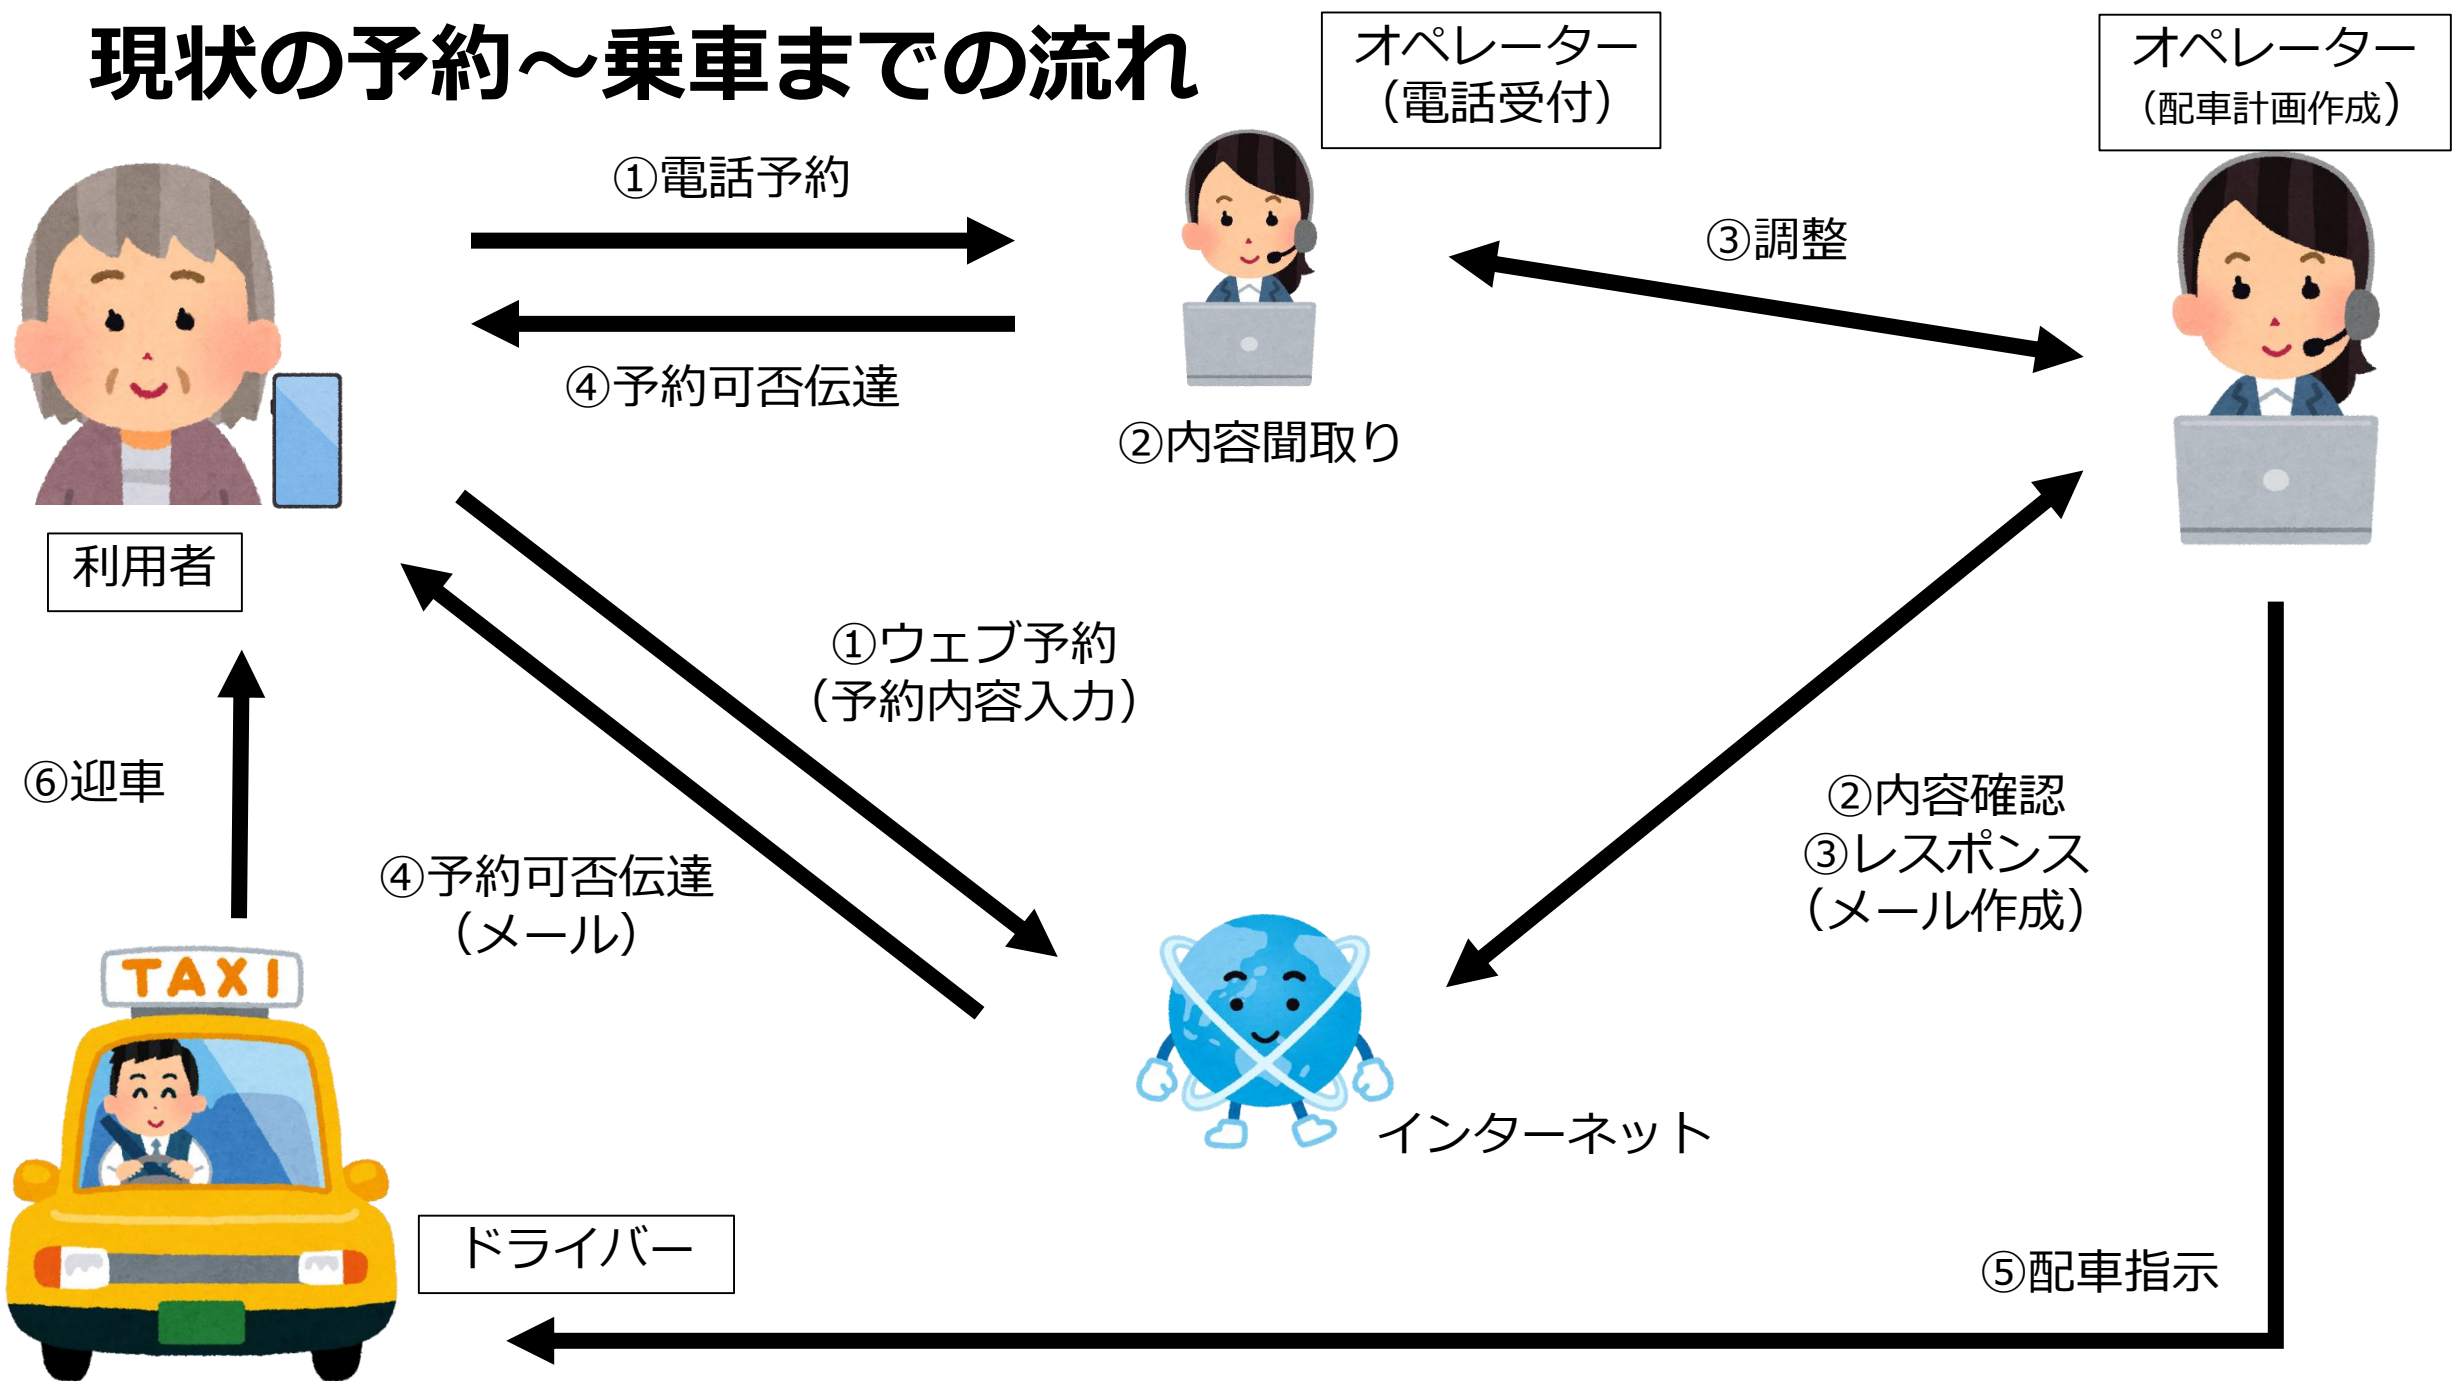 現状の予約～乗車までの流れ
オペレーター
（電話受付）
オペレーター
（配車計画作成）
①電話予約
③調整
④予約可否伝達
②内容聞取り
利用者
①ウェブ予約
（予約内容入力）
⑥迎車
②内容確認
③レスポンス
（メール作成）
④予約可否伝達
（メール）
TAXI
インターネット
ドライバー
⑤配車指示